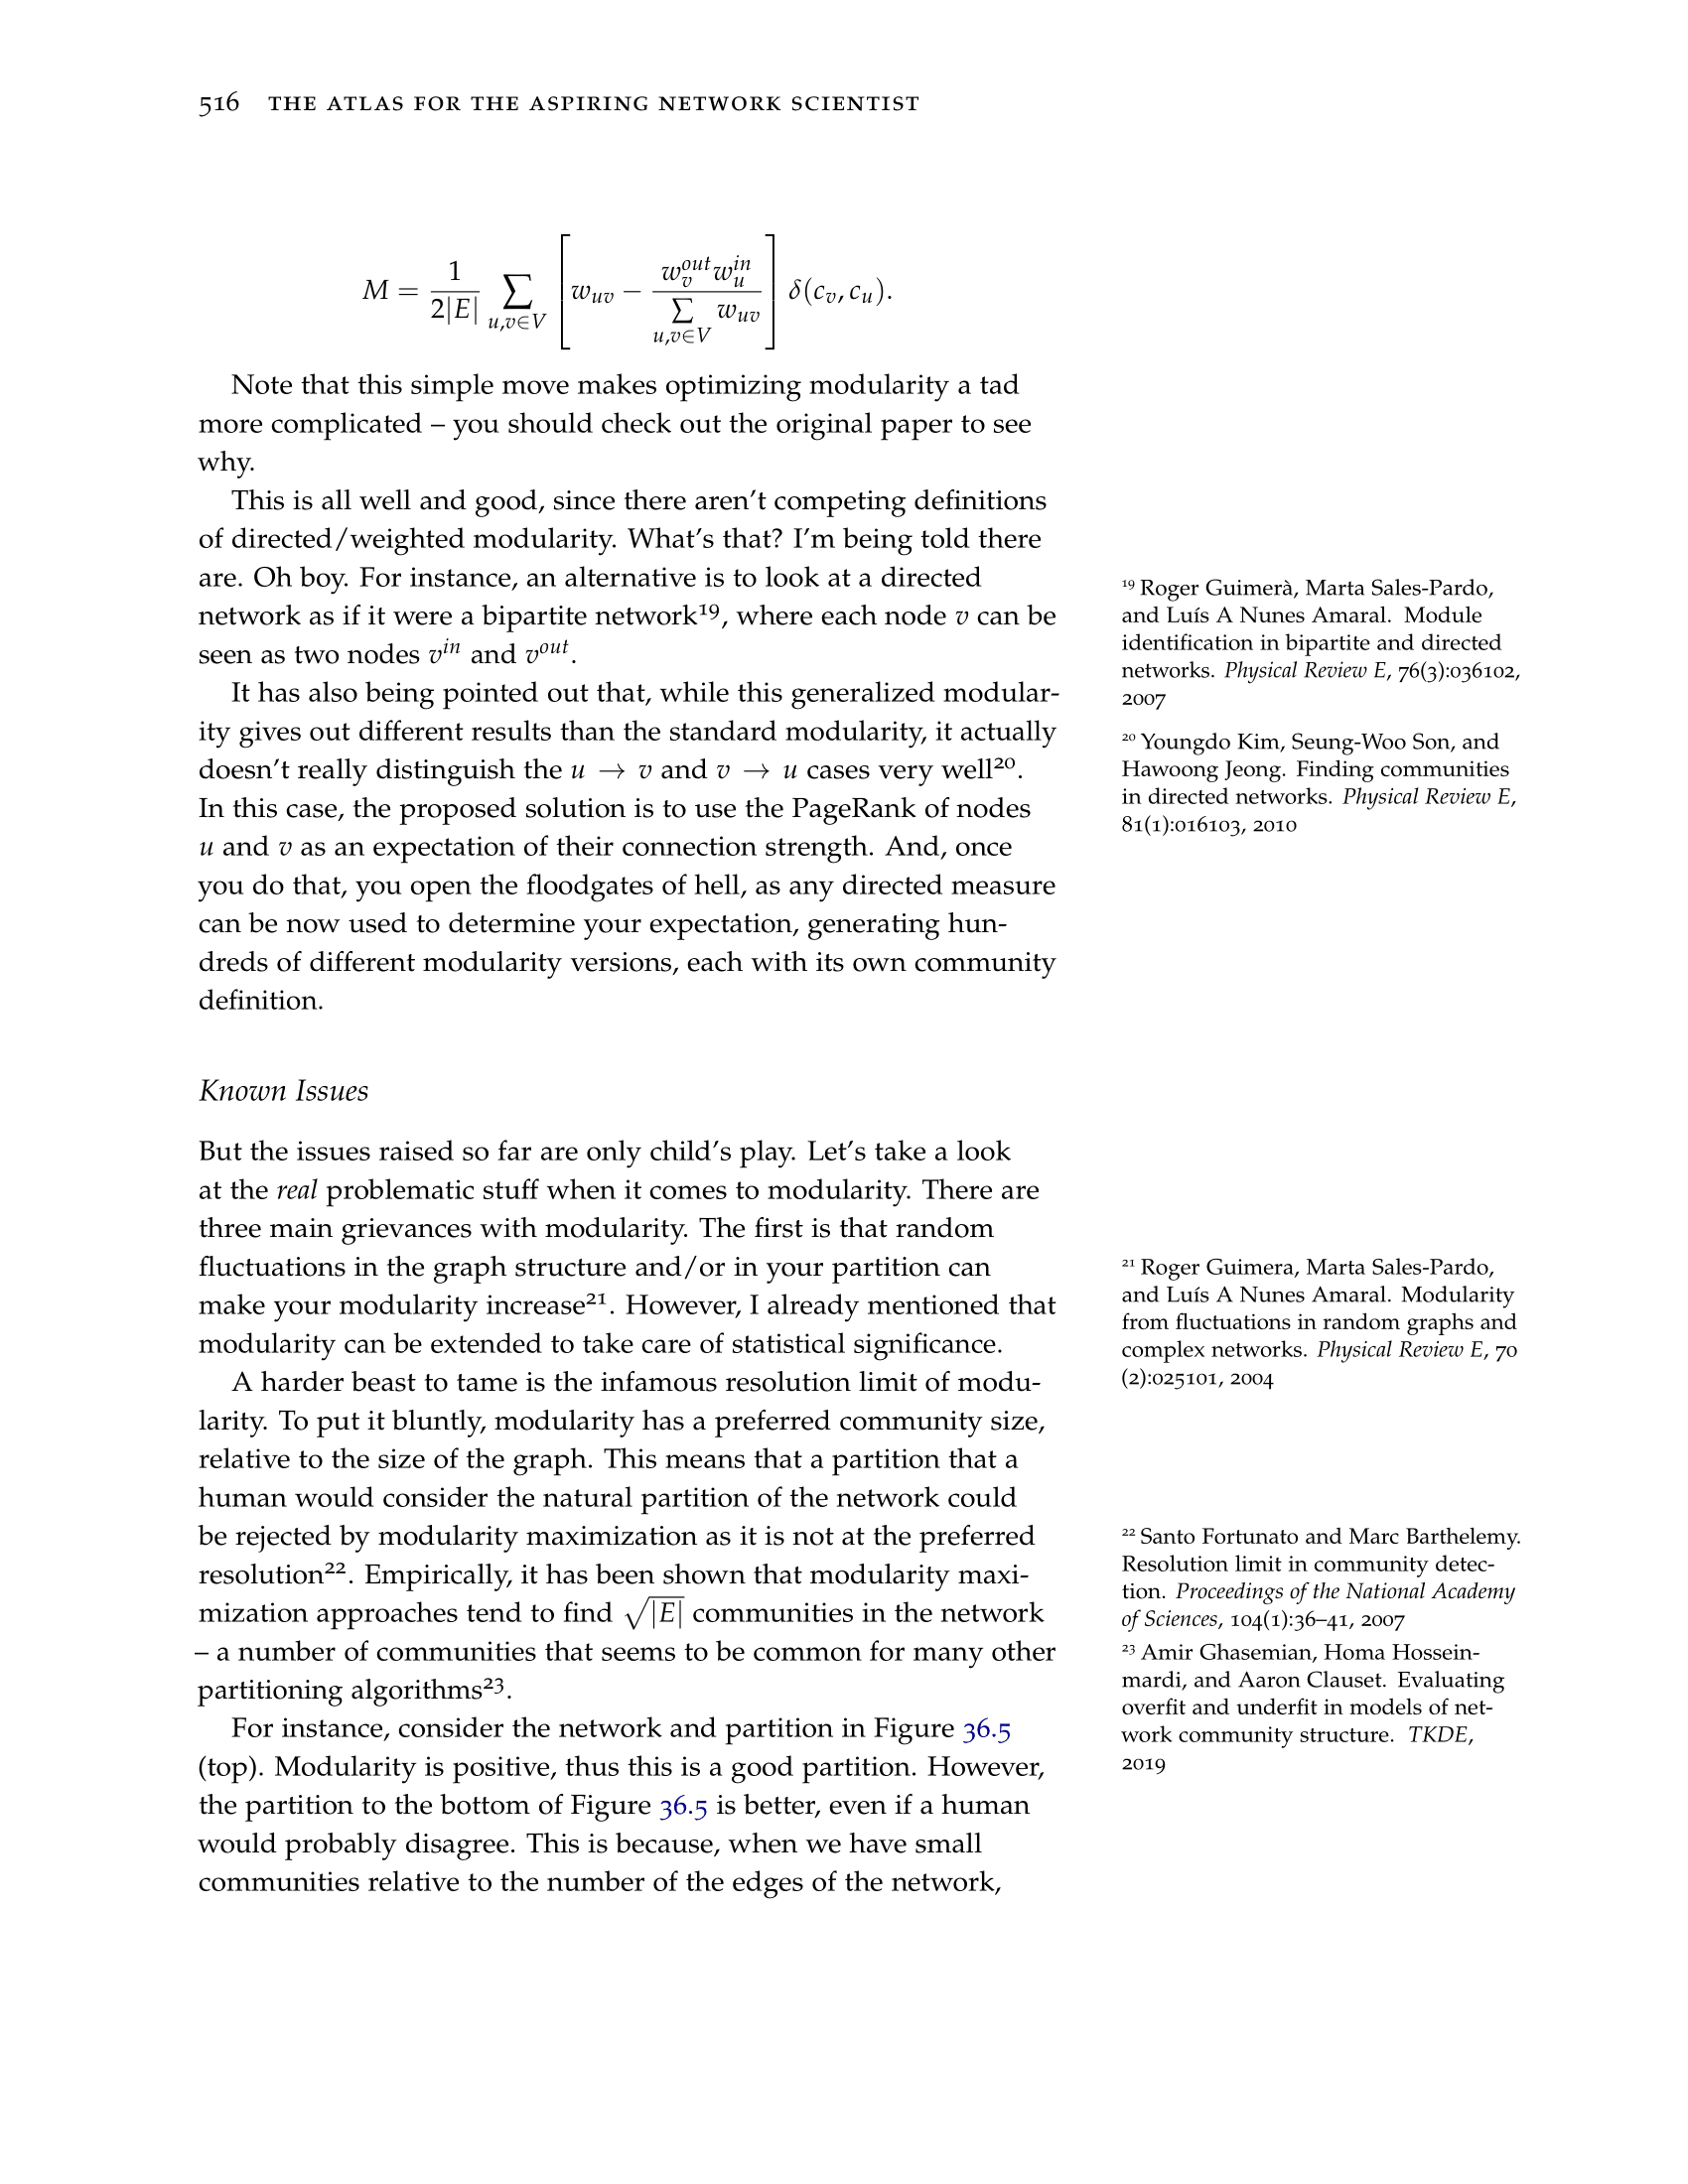 516 THE ATLAS FOR THE ASPIRING NETWORK SCIENTIST
M = \frac{1}{2|E|} \sum_{u,v∈V} \left[ w_{uv} − \frac{w_v^{out} w_u^{in}}{\sum_{u,v∈V} w_{uv}} \right] δ(c_v, c_u).
Note that this simple move makes optimizing modularity a tad
more complicated – you should check out the original paper to see
why.
This is all well and good, since there aren’t competing definitions
of directed/weighted modularity. What’s that? I’m being told there
are. Oh boy. For instance, an alternative is to look at a directed
network as if it were a bipartite network¹⁹, where each node v can be
seen as two nodes v^{in} and v^{out}.
It has also being pointed out that, while this generalized modular-
ity gives out different results than the standard modularity, it actually
doesn’t really distinguish the u → v and v → u cases very well²⁰.
In this case, the proposed solution is to use the PageRank of nodes
u and v as an expectation of their connection strength. And, once
you do that, you open the floodgates of hell, as any directed measure
can be now used to determine your expectation, generating hun-
dreds of different modularity versions, each with its own community
definition.
Known Issues
But the issues raised so far are only child’s play. Let’s take a look
at the real problematic stuff when it comes to modularity. There are
three main grievances with modularity. The first is that random
fluctuations in the graph structure and/or in your partition can
make your modularity increase²¹. However, I already mentioned that
modularity can be extended to take care of statistical significance.
A harder beast to tame is the infamous resolution limit of modu-
larity. To put it bluntly, modularity has a preferred community size,
relative to the size of the graph. This means that a partition that a
human would consider the natural partition of the network could
be rejected by modularity maximization as it is not at the preferred
resolution²². Empirically, it has been shown that modularity maxi-
mization approaches tend to find √|E| communities in the network
– a number of communities that seems to be common for many other
partitioning algorithms²³.
For instance, consider the network and partition in Figure 36.5
(top). Modularity is positive, thus this is a good partition. However,
the partition to the bottom of Figure 36.5 is better, even if a human
would probably disagree. This is because, when we have small
communities relative to the number of the edges of the network,
¹⁹ Roger Guimerà, Marta Sales-Pardo,
and Luís A Nunes Amaral. Module
identification in bipartite and directed
networks. Physical Review E, 76(3):036102,
2007
²⁰ Youngdo Kim, Seung-Woo Son, and
Hawoong Jeong. Finding communities
in directed networks. Physical Review E,
81(1):016103, 2010
²¹ Roger Guimera, Marta Sales-Pardo,
and Luís A Nunes Amaral. Modularity
from fluctuations in random graphs and
complex networks. Physical Review E, 70
(2):025101, 2004
²² Santo Fortunato and Marc Barthelemy.
Resolution limit in community detec-
tion. Proceedings of the National Academy
of Sciences, 104(1):36–41, 2007
²³ Amir Ghasemian, Homa Hossein-
mardi, and Aaron Clauset. Evaluating
overfit and underfit in models of net-
work community structure. TKDE,
2019